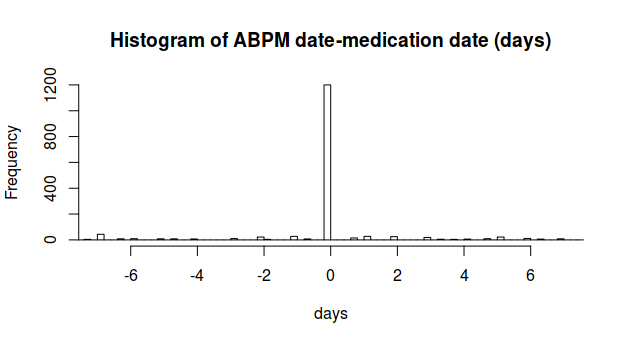 Histogram of ABPM date-medication date (days)
Frequency
1200
800
400
0
-6 -4 -2 0 2 4 6
days